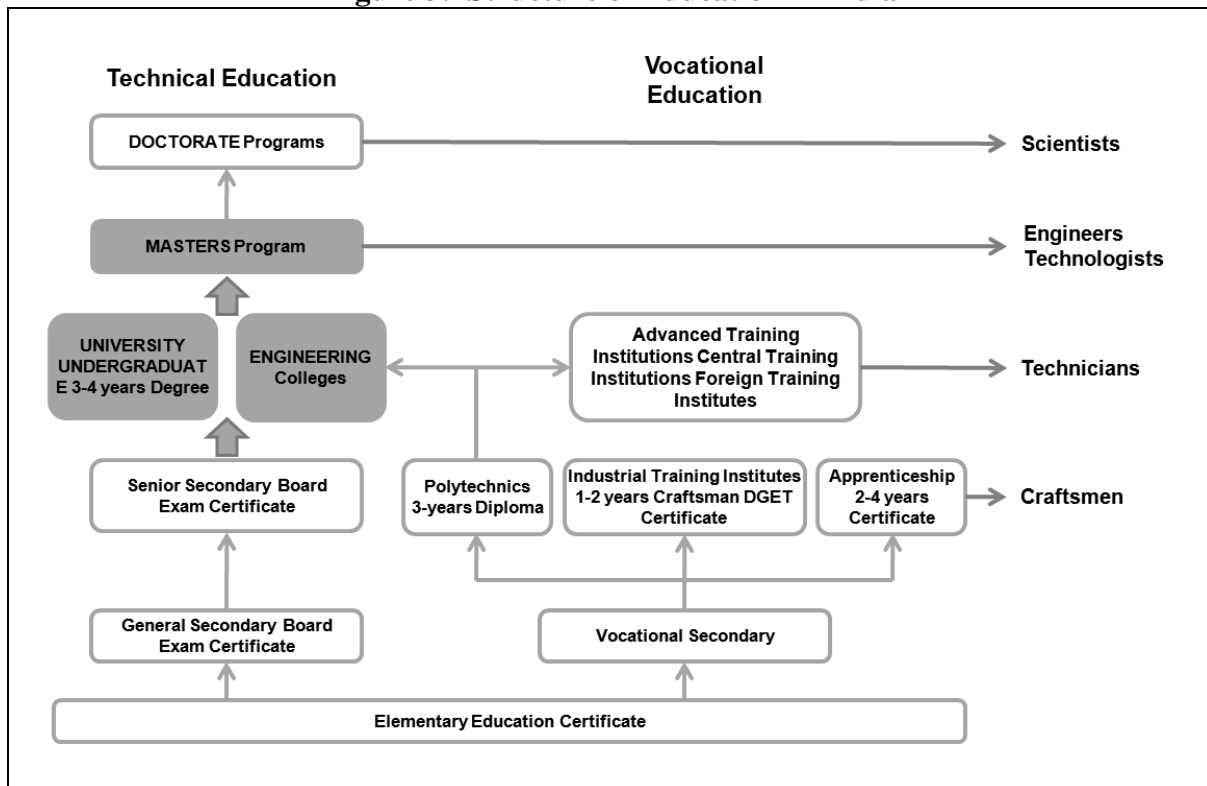 Technical Education
Vocational
Education
DOCTORATE Programs
Scientists
MASTERS Program
Engineers
Technologists
UNIVERSITY
UNDERGRADUAT
E 3-4 years Degree
ENGINEERING
Colleges
Advanced Training
Institutions Central Training
Institutions Foreign Training
Institutes
Technicians
Senior Secondary Board
Exam Certificate
Polytechnics
3-years Diploma
Industrial Training Institutes
1-2 years Craftsman DGET
Certificate
Apprenticeship
2-4 years
Certificate
Craftsmen
General Secondary Board
Exam Certificate
Vocational Secondary
Elementary Education Certificate